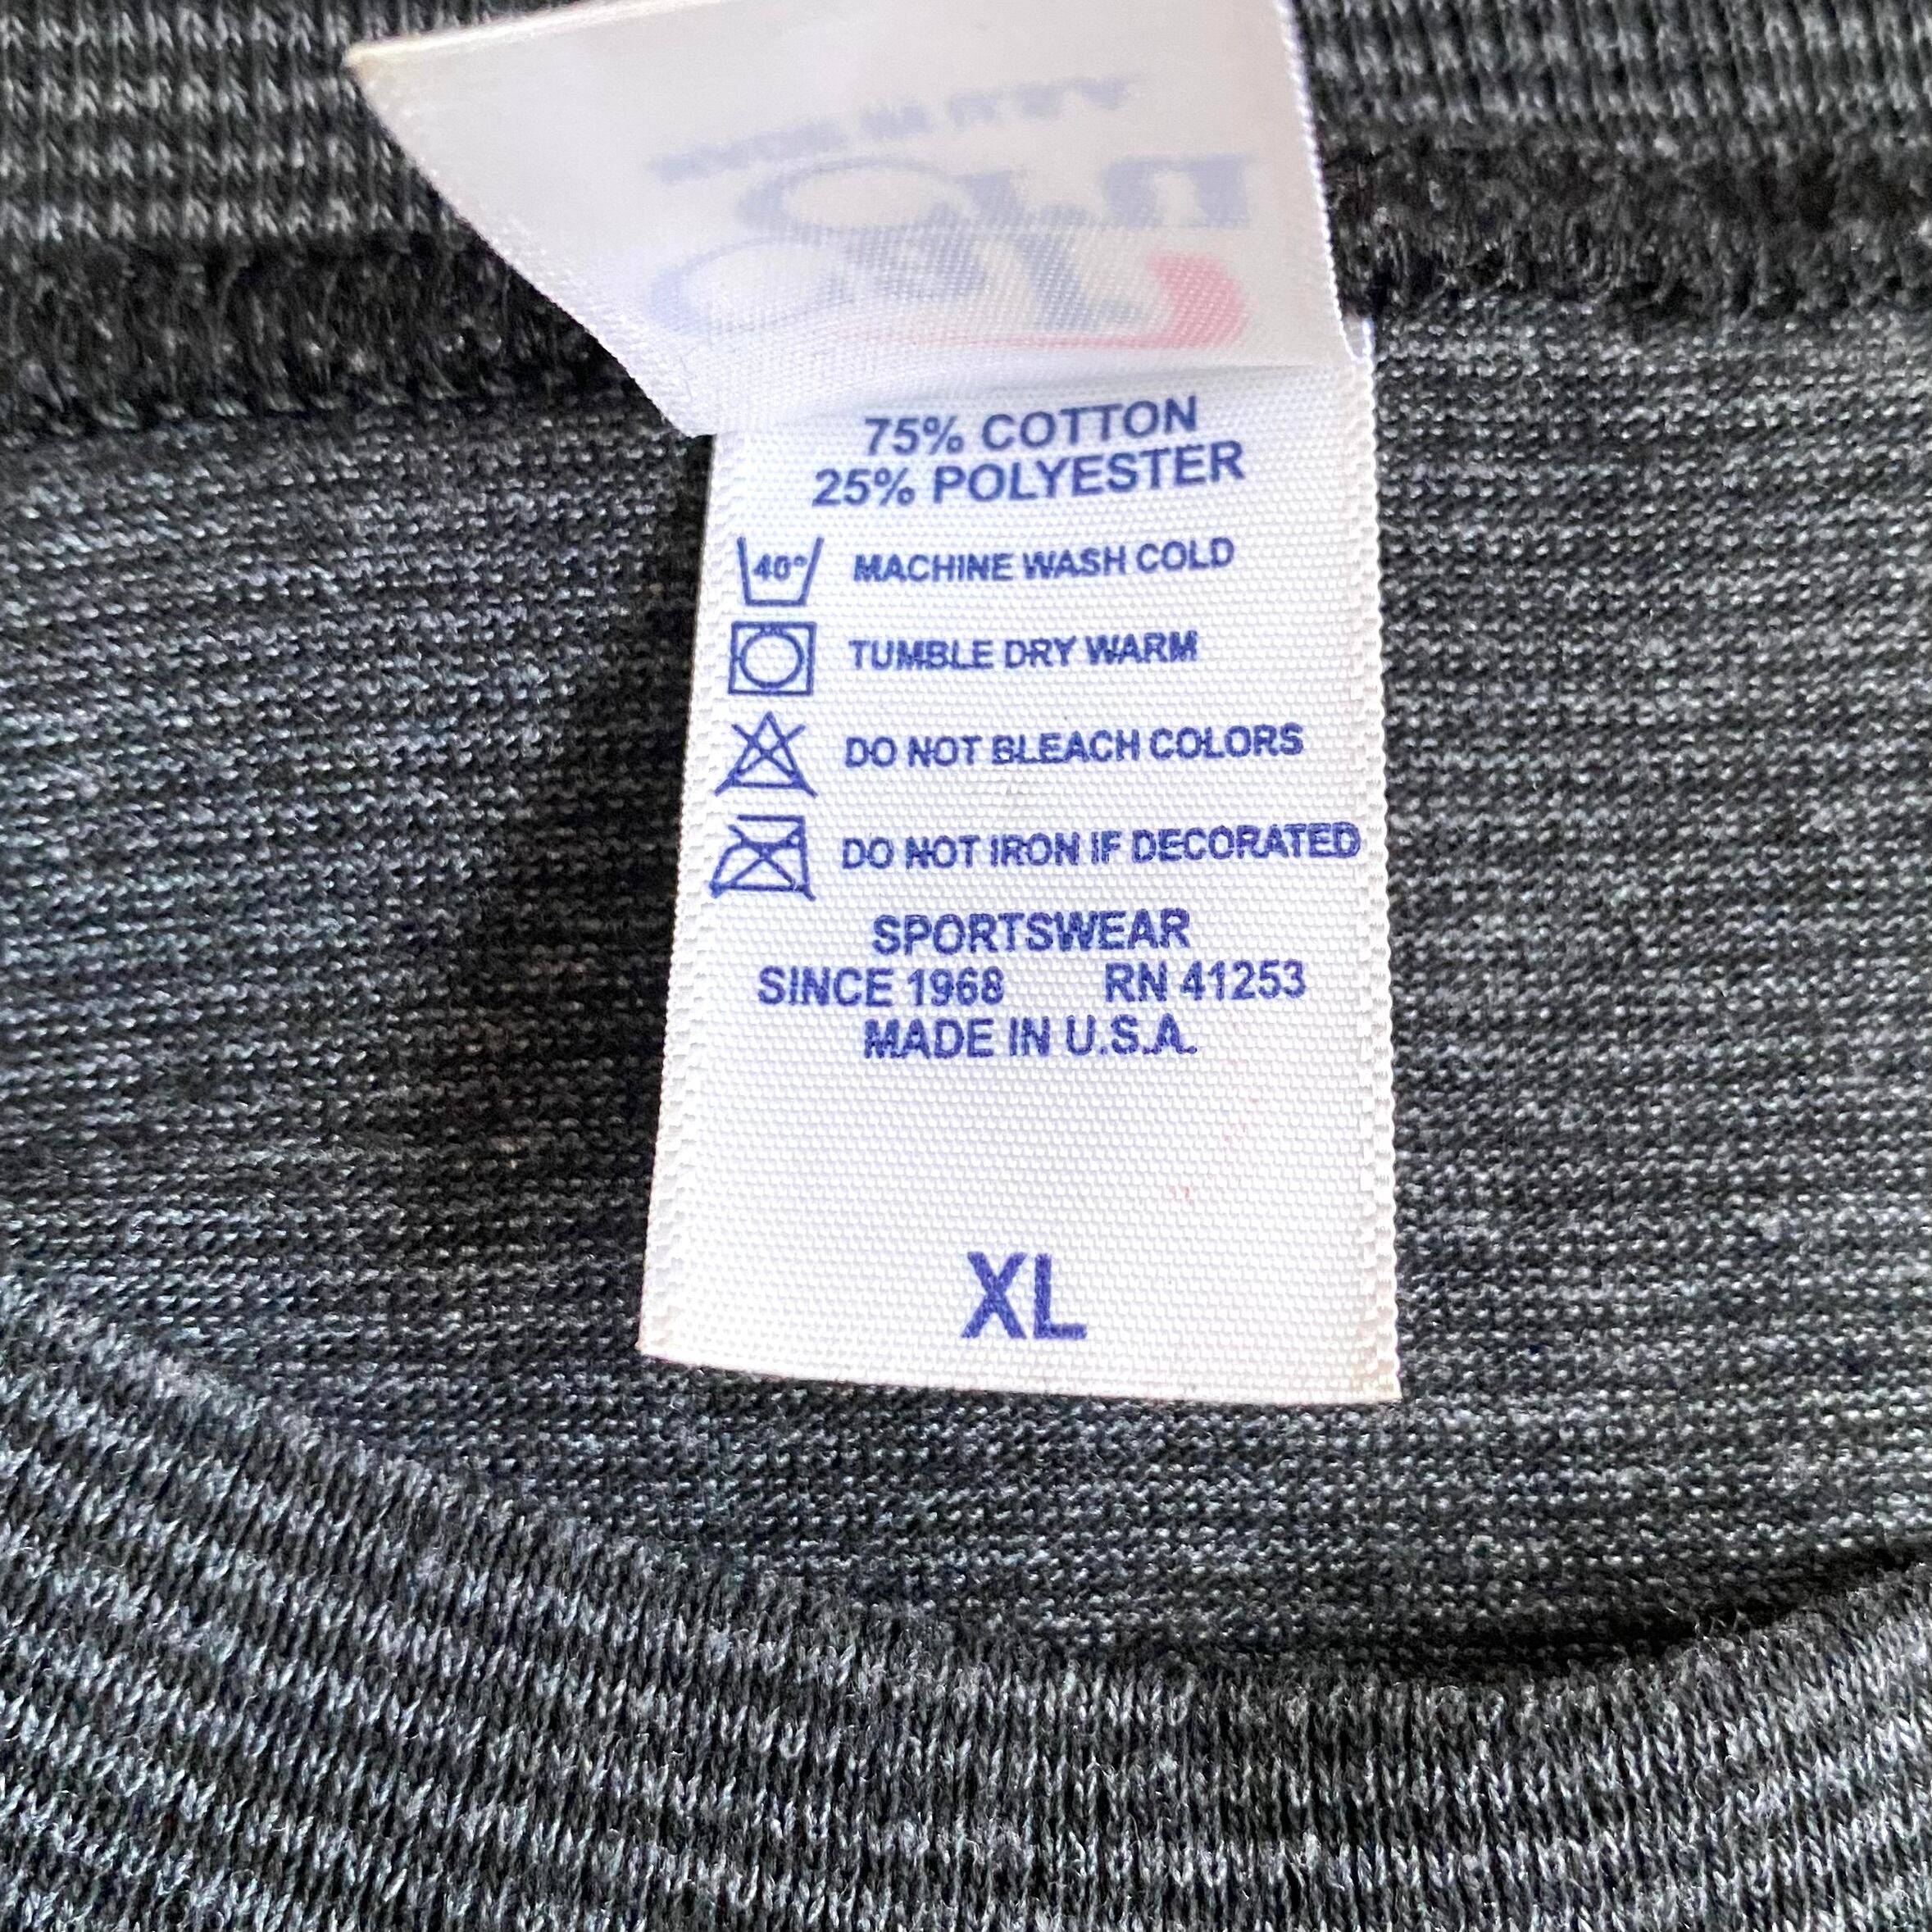 75% COTTON
25% POLYESTER
40° MACHINE WASH COLD
TUMBLE DRY WARM
DO NOT BLEACH COLORS
DO NOT IRON IF DECORATED
SPORTSWEAR
SINCE 1968 RN 41253
MADE IN U.S.A.
XL